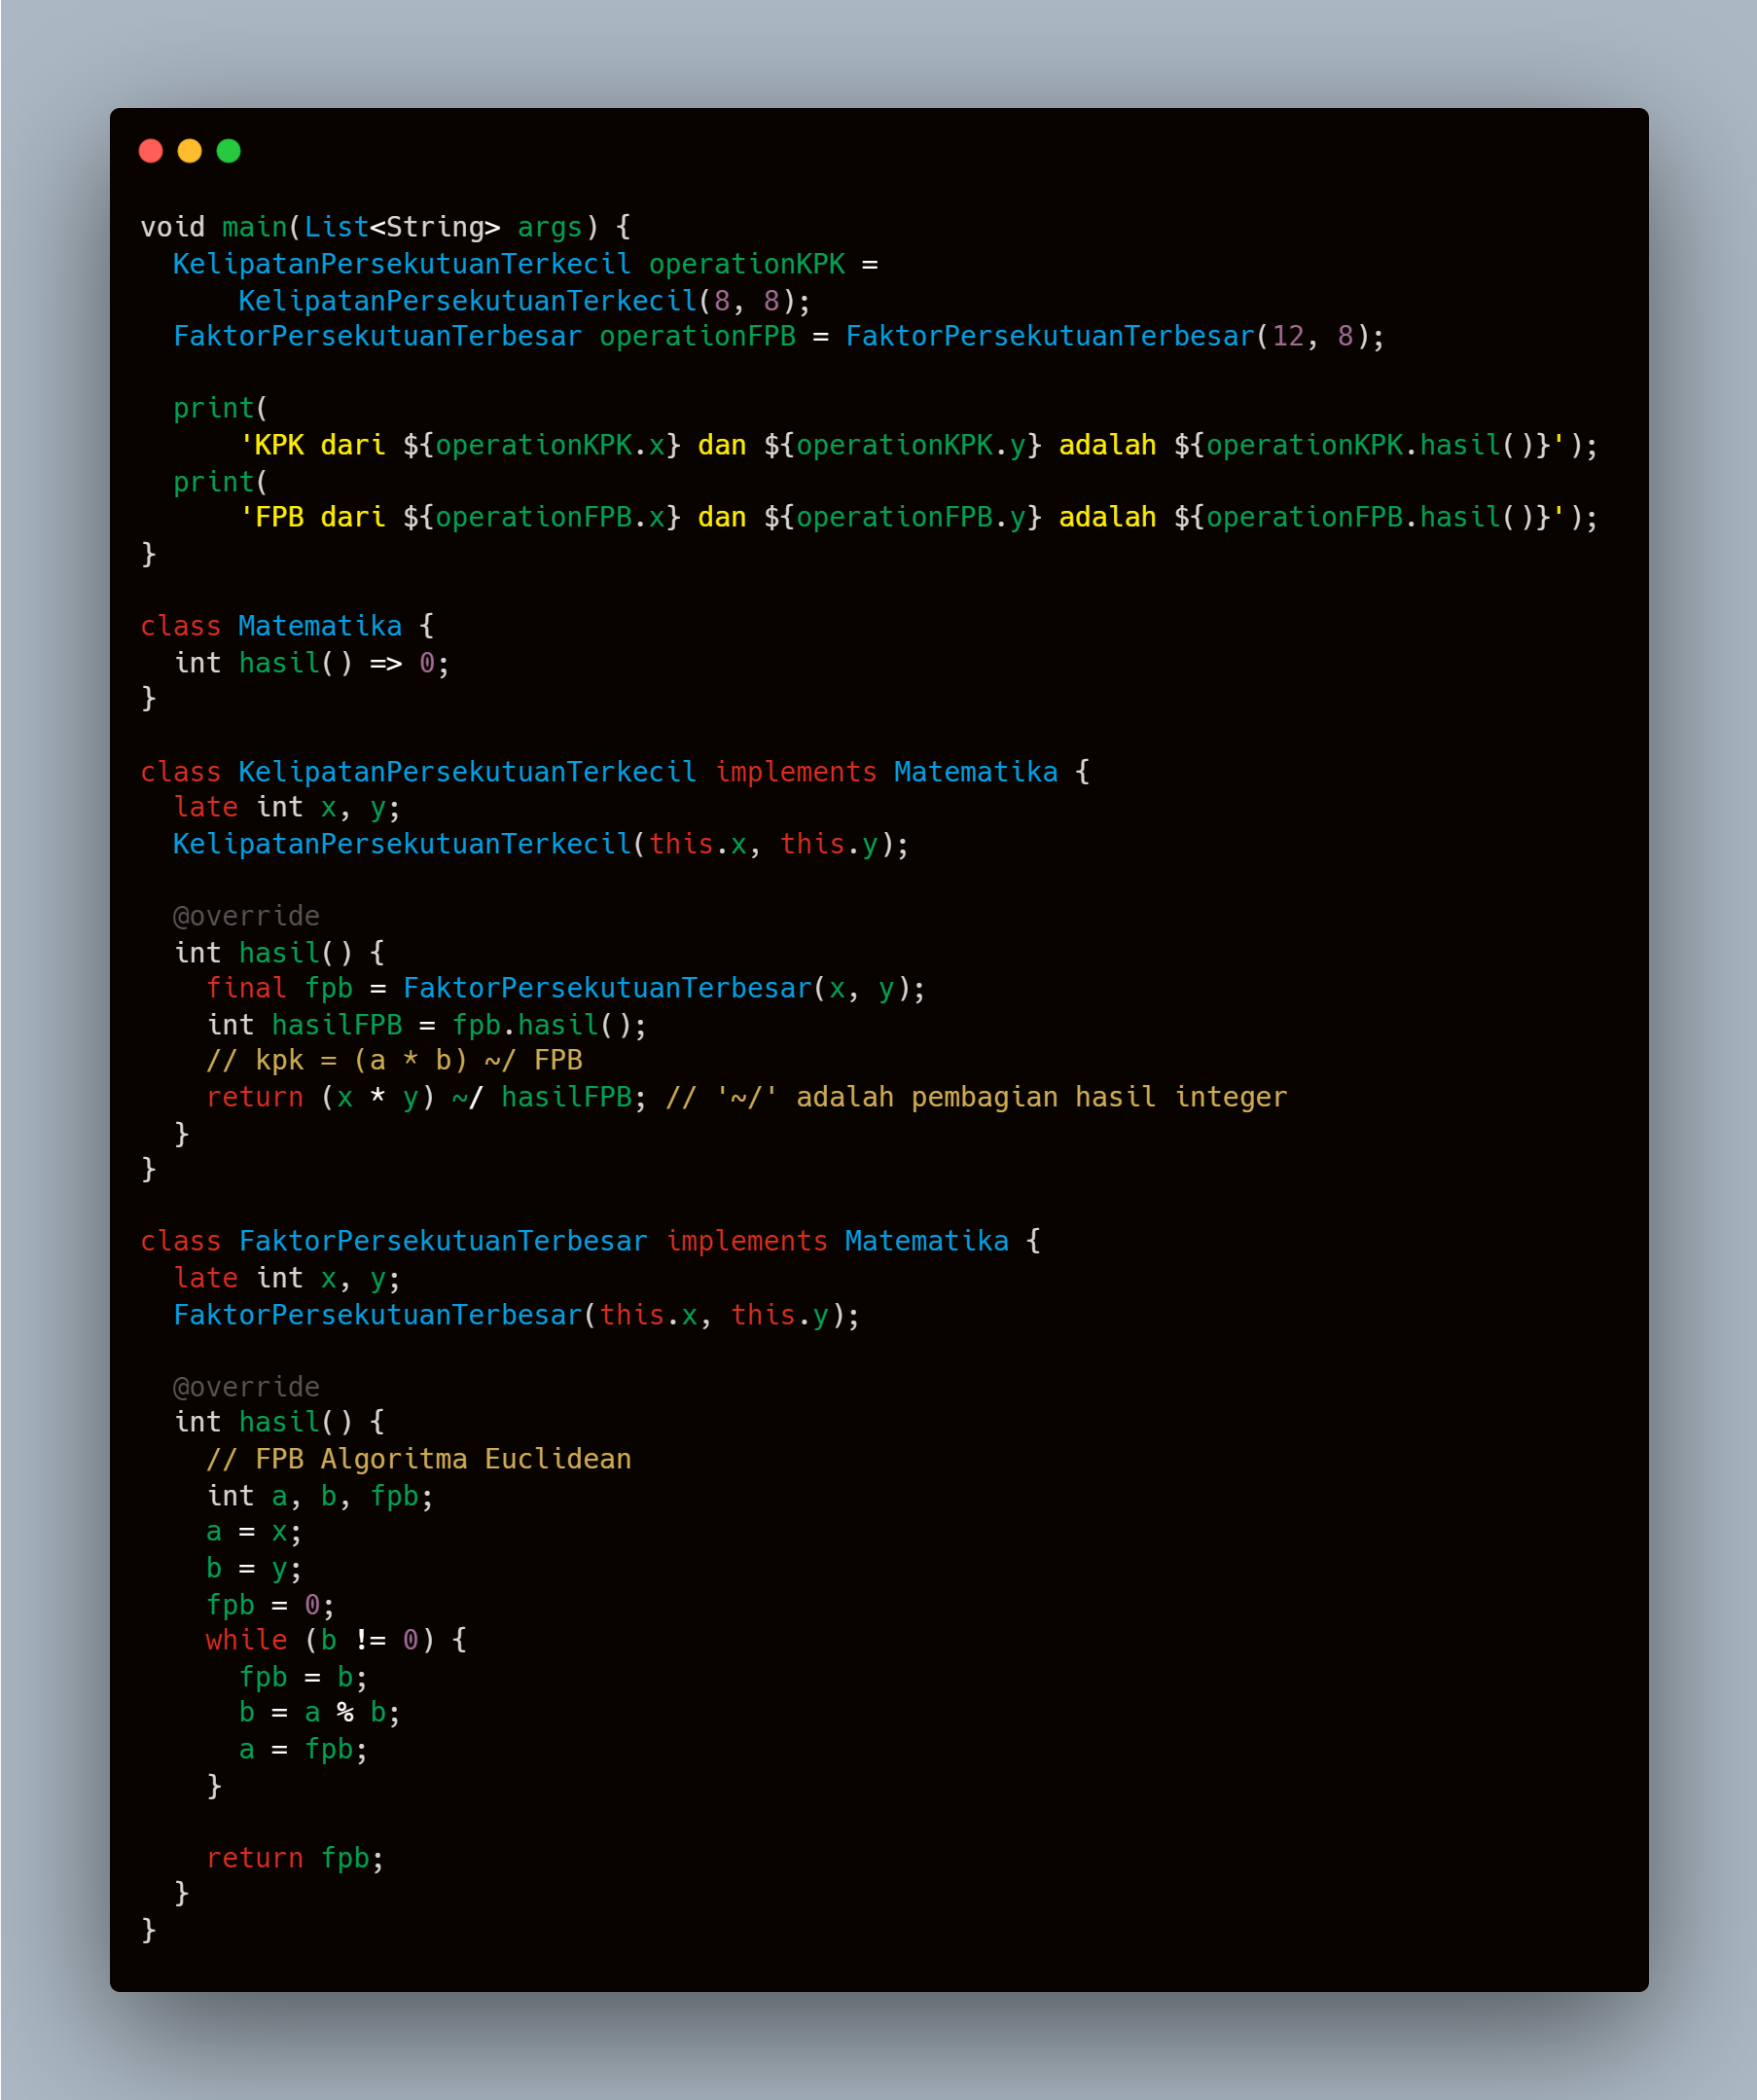 void main(List<String> args) {
  KelipatanPersekutuanTerkecil operationKPK =
      KelipatanPersekutuanTerkecil(8, 8);
  FaktorPersekutuanTerbesar operationFPB = FaktorPersekutuanTerbesar(12, 8);

  print(
      'KPK dari ${operationKPK.x} dan ${operationKPK.y} adalah ${operationKPK.hasil()}');
  print(
      'FPB dari ${operationFPB.x} dan ${operationFPB.y} adalah ${operationFPB.hasil()}');
}

class Matematika {
  int hasil() => 0;
}

class KelipatanPersekutuanTerkecil implements Matematika {
  late int x, y;
  KelipatanPersekutuanTerkecil(this.x, this.y);

  @override
  int hasil() {
    final fpb = FaktorPersekutuanTerbesar(x, y);
    int hasilFPB = fpb.hasil();
    // kpk = (a * b) ~/ FPB
    return (x * y) ~/ hasilFPB; // '~/' adalah pembagian hasil integer
  }
}

class FaktorPersekutuanTerbesar implements Matematika {
  late int x, y;
  FaktorPersekutuanTerbesar(this.x, this.y);

  @override
  int hasil() {
    // FPB Algoritma Euclidean
    int a, b, fpb;
    a = x;
    b = y;
    fpb = 0;
    while (b != 0) {
      fpb = b;
      b = a % b;
      a = fpb;
    }

    return fpb;
  }
}